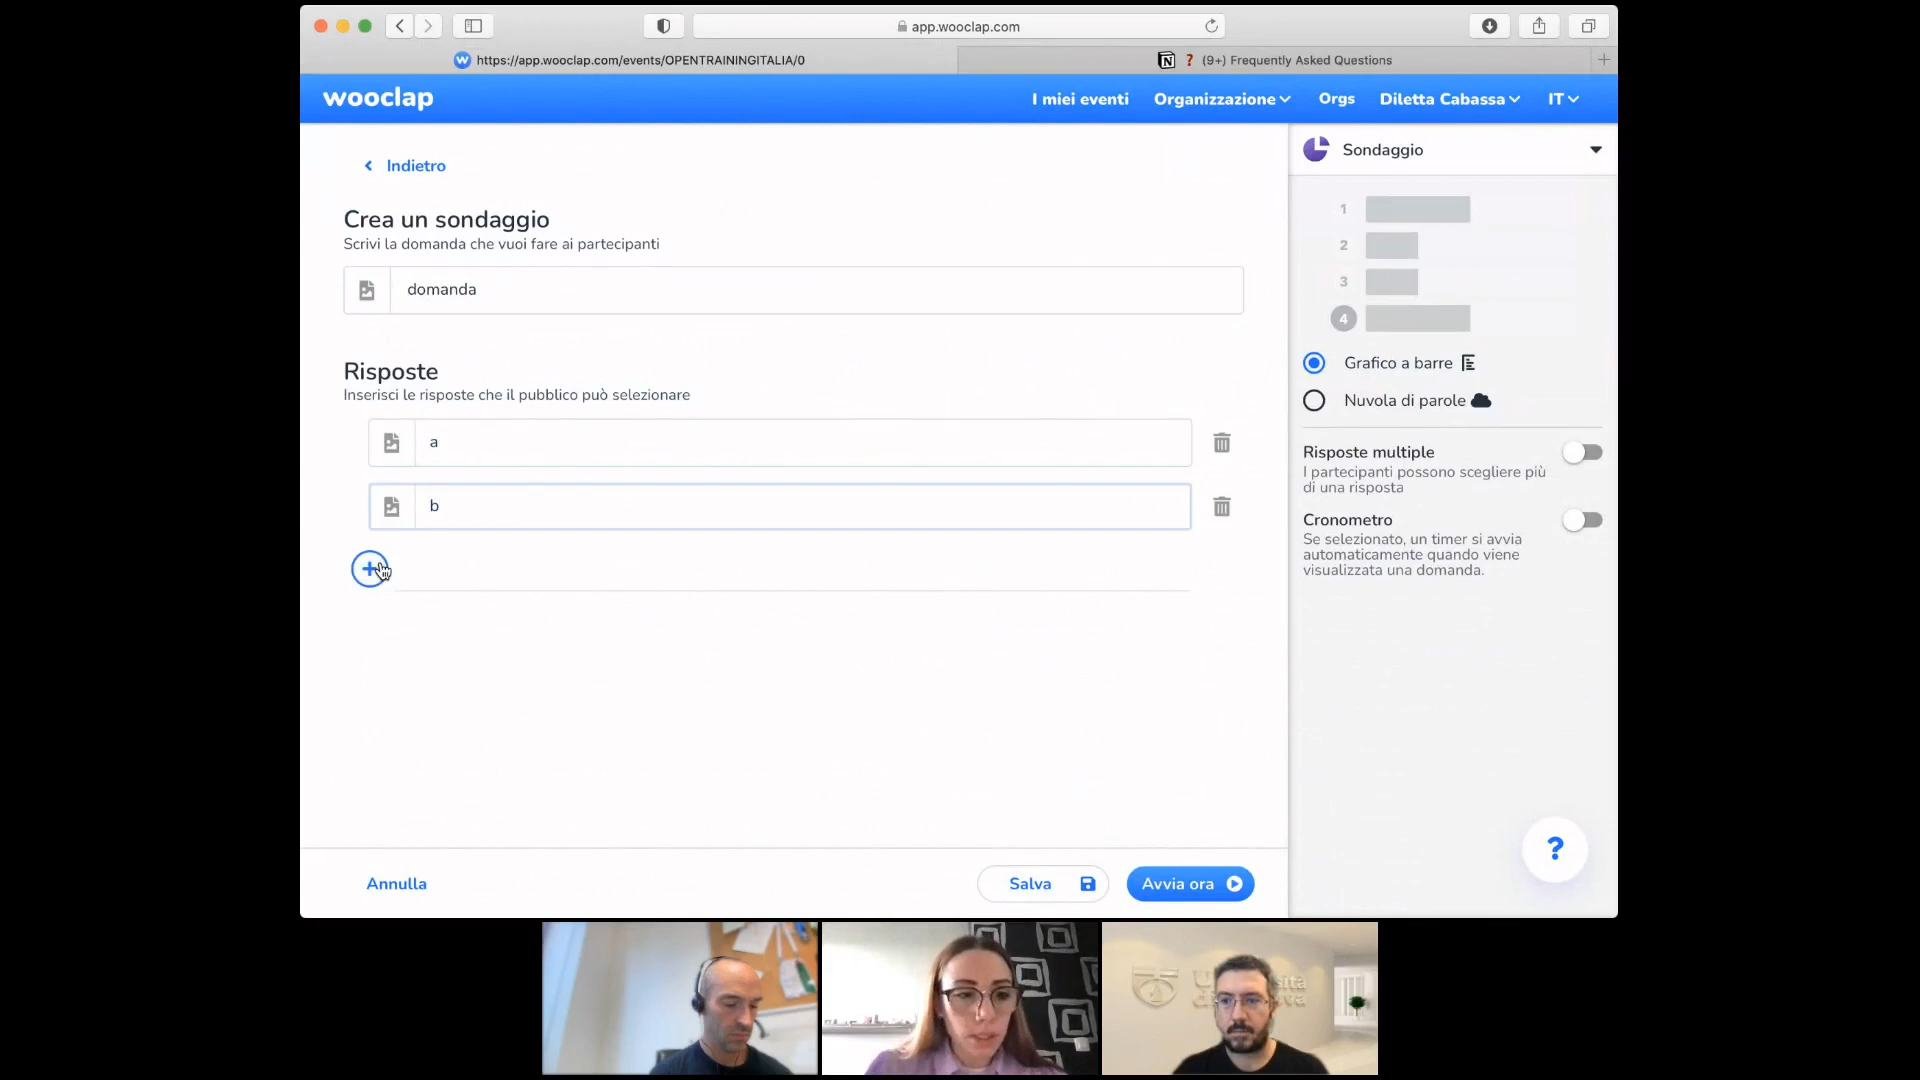 app.wooclap.com
https://app.wooclap.com/events/OPENTRAININGITALIA/0
? (9+) Frequently Asked Questions
wooclap
I miei eventi
Organizzazione
Orgs
Diletta Cabassa
IT
Indietro
Crea un sondaggio
Scrivi la domanda che vuoi fare ai partecipanti
domanda
Risposte
Inserisci le risposte che il pubblico può selezionare
a
b
Annulla
Salva
Avvia ora
Sondaggio
1
2
3
4
Grafico a barre
Nuvola di parole
Risposte multiple
I partecipanti possono scegliere più
di una risposta
Cronometro
Se selezionato, un timer si avvia
automaticamente quando viene
visualizzata una domanda.
?